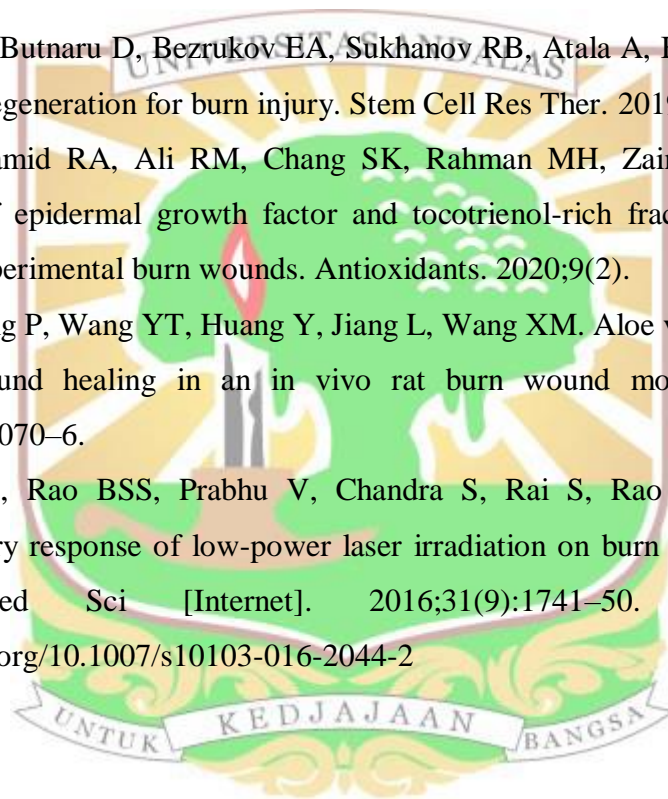 Butnaru D, Bezrukov EA, Sukhanov RB, Atala A,
UNIVERSITAS ANDALAS
egeneration for burn injury. Stem Cell Res Ther. 201
amid RA, Ali RM, Chang SK, Rahman MH, Zai
epidermal growth factor and tocotrienol-rich frac
perimental burn wounds. Antioxidants. 2020;9(2).
g P, Wang YT, Huang Y, Jiang L, Wang XM. Aloe v
und healing in an in vivo rat burn wound mo
070–6.
, Rao BSS, Prabhu V, Chandra S, Rai S, Rao
ry response of low-power laser irradiation on burn
ed Sci [Internet]. 2016;31(9):1741–50.
org/10.1007/s10103-016-2044-2
UNTUK KEDJAJAAN BANGSA